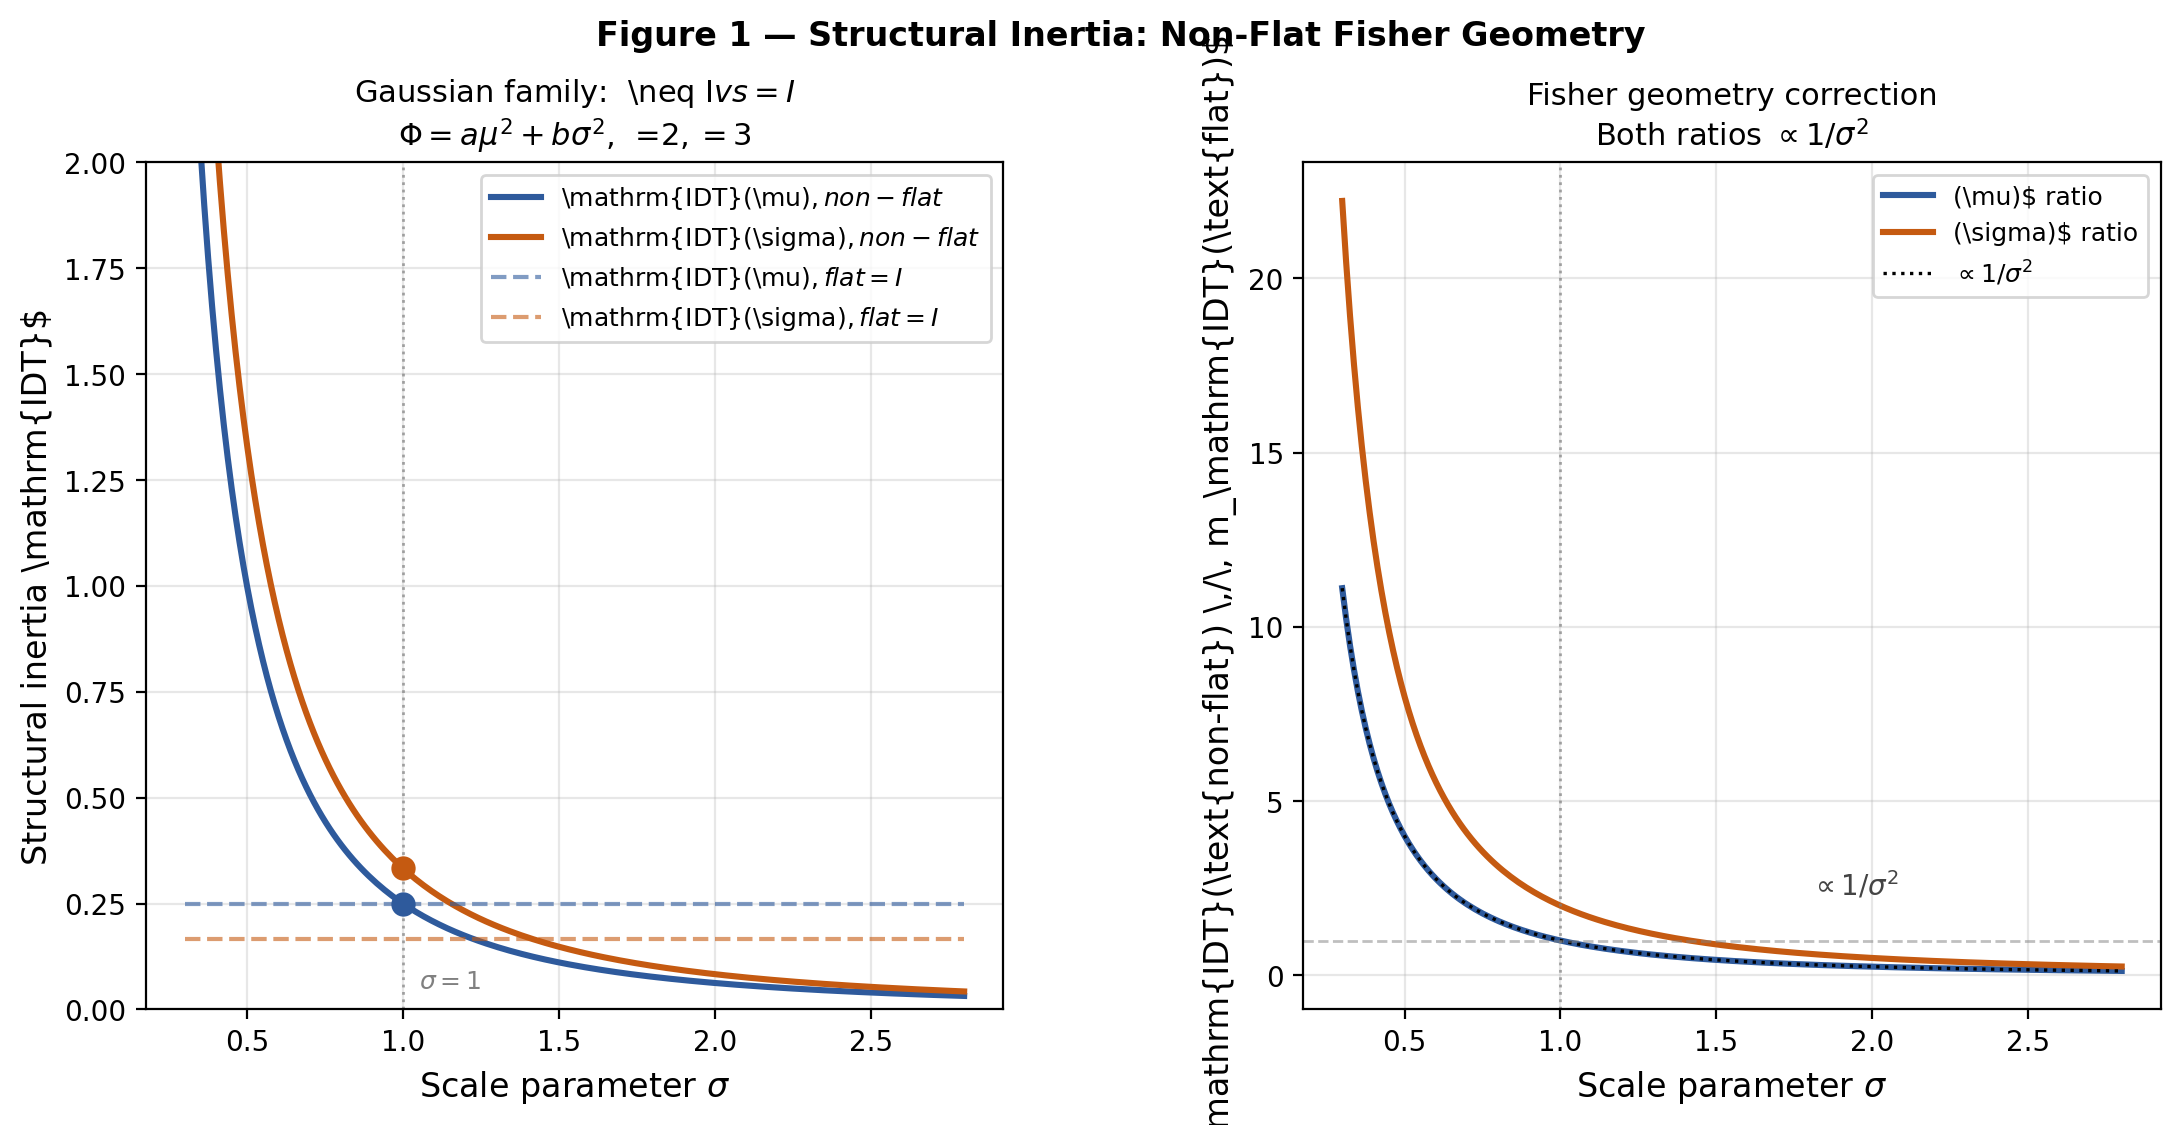 Figure 1 — Structural Inertia: Non-Flat Fisher Geometry
Gaussian family:  \neq Ivs = I
Φ = aμ² + bσ²,  =2, = 3
Structural inertia \mathrm{IDT}$
2.00
1.75
1.50
1.25
1.00
0.75
0.50
0.25
0.00
\mathrm{IDT}(\mu), non − flat
\mathrm{IDT}(\sigma), non − flat
\mathrm{IDT}(\mu), flat = I
\mathrm{IDT}(\sigma), flat = I
σ = 1
0.5
1.0
1.5
2.0
2.5
Scale parameter σ
Fisher geometry correction
Both ratios ∝ 1/σ²
mathrm{IDT}(\text{non-flat}) \,/\, m_\mathrm{IDT}(\text{flat})$
20
15
10
5
0
(\mu)$ ratio
(\sigma)$ ratio
∝ 1/σ²
∝ 1/σ²
0.5
1.0
1.5
2.0
2.5
Scale parameter σ